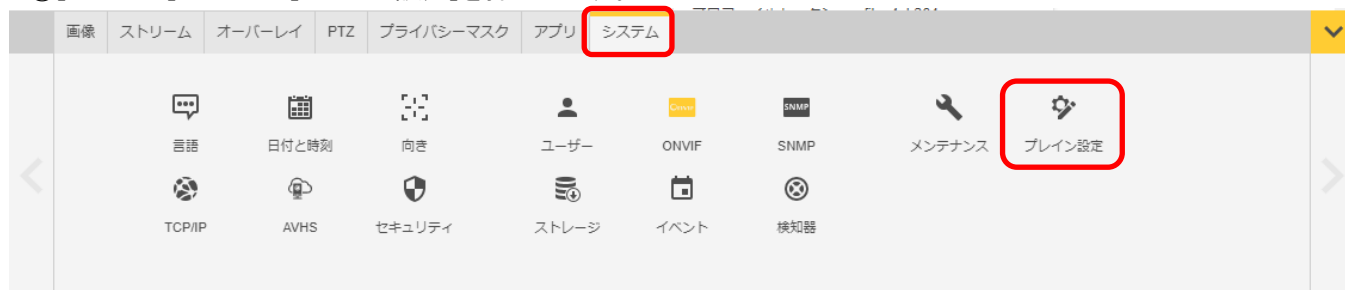 画像 ストリーム オーバーレイ PTZ プライバシーマスク アプリ システム
言語 日付と時刻 向き ユーザー ONVIF SNMP メンテナンス プレイン設定
TCP/IP AVHS セキュリティ ストレージ イベント 検知器